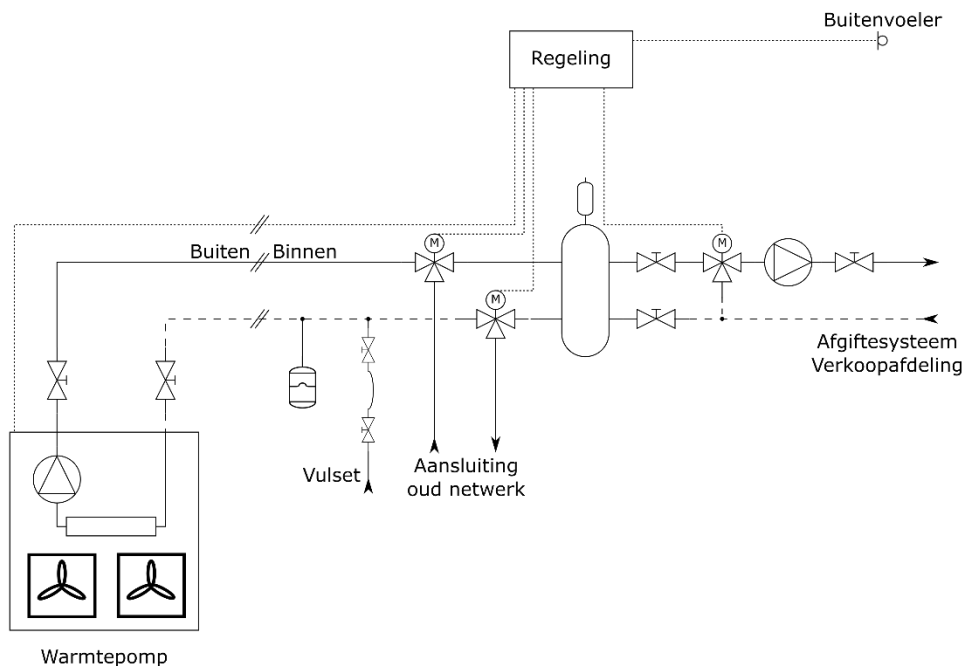 Buitenvoeler
Regeling
Buiten
Binnen
M
M
M
Afgiftesysteem
Verkoopafdeling
Vulset
Aansluiting
oud netwerk
Warmtepomp